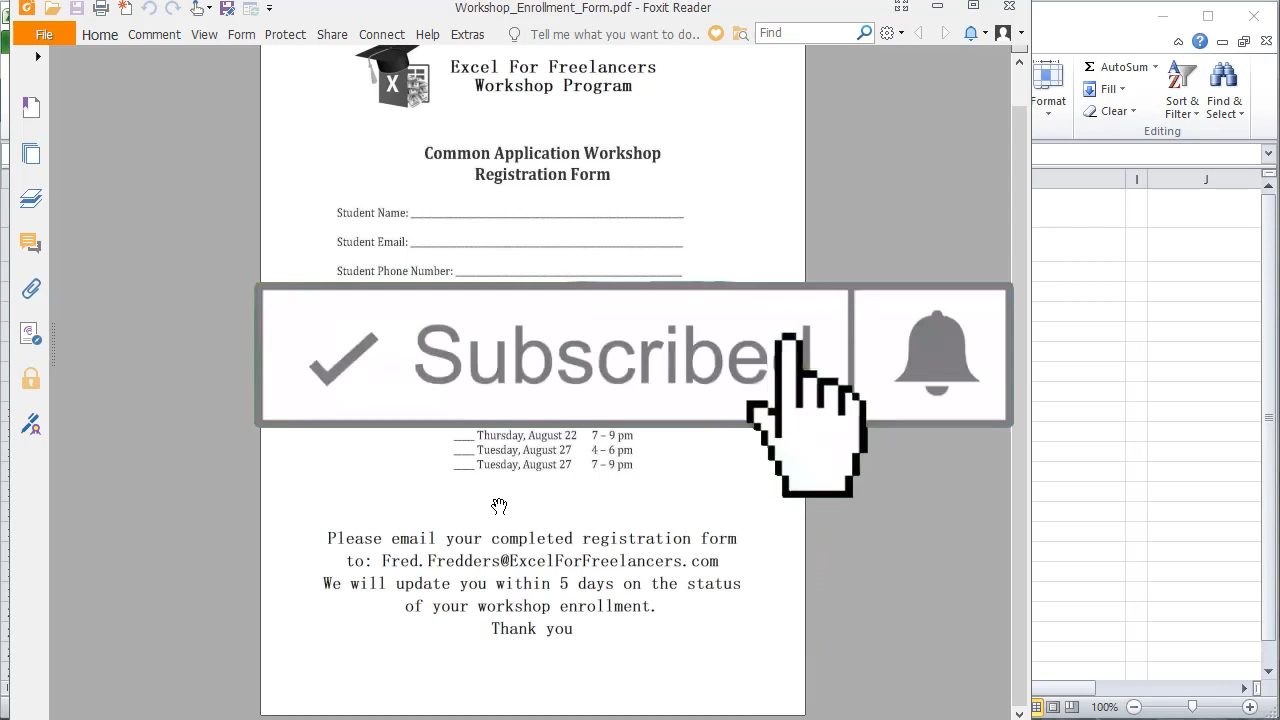 Workshop_Enrollment_Form.pdf - Foxit Reader
File Home Comment View Form Protect Share Connect Help Extras Tell me what you want to do.. Find
Excel For Freelancers
Workshop Program
X
Common Application Workshop
Registration Form
Student Name:
Student Email:
Student Phone Number:
Subscribed
____ Thursday, August 22 7 – 9 pm
____ Tuesday, August 27 4 – 6 pm
____ Tuesday, August 27 7 – 9 pm
Please email your completed registration form
to: Fred.Fredders@ExcelForFreelancers.com
We will update you within 5 days on the status
of your workshop enrollment.
Thank you
Format
Σ AutoSum
Fill
Clear
Sort & Filter
Find & Select
Editing
I J
100%